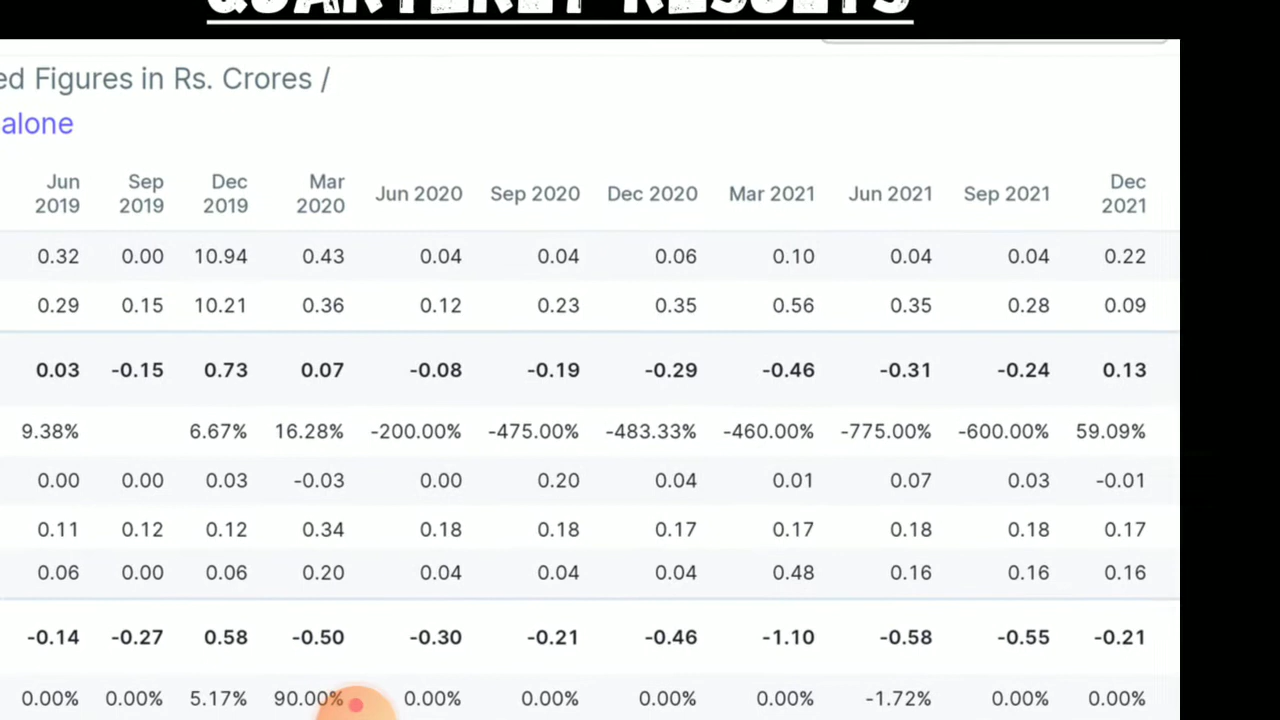 QUARTERLY RESULTS
ed Figures in Rs. Crores /
alone
Jun 2019 Sep 2019 Dec 2019 Mar 2020 Jun 2020 Sep 2020 Dec 2020 Mar 2021 Jun 2021 Sep 2021 Dec 2021
0.32 0.00 10.94 0.43 0.04 0.04 0.06 0.10 0.04 0.04 0.22
0.29 0.15 10.21 0.36 0.12 0.23 0.35 0.56 0.35 0.28 0.09
0.03 -0.15 0.73 0.07 -0.08 -0.19 -0.29 -0.46 -0.31 -0.24 0.13
9.38% 6.67% 16.28% -200.00% -475.00% -483.33% -460.00% -775.00% -600.00% 59.09%
0.00 0.00 0.03 -0.03 0.00 0.20 0.04 0.01 0.07 0.03 -0.01
0.11 0.12 0.12 0.34 0.18 0.18 0.17 0.17 0.18 0.18 0.17
0.06 0.00 0.06 0.20 0.04 0.04 0.04 0.48 0.16 0.16 0.16
-0.14 -0.27 0.58 -0.50 -0.30 -0.21 -0.46 -1.10 -0.58 -0.55 -0.21
0.00% 0.00% 5.17% 90.00% 0.00% 0.00% 0.00% 0.00% -1.72% 0.00% 0.00%